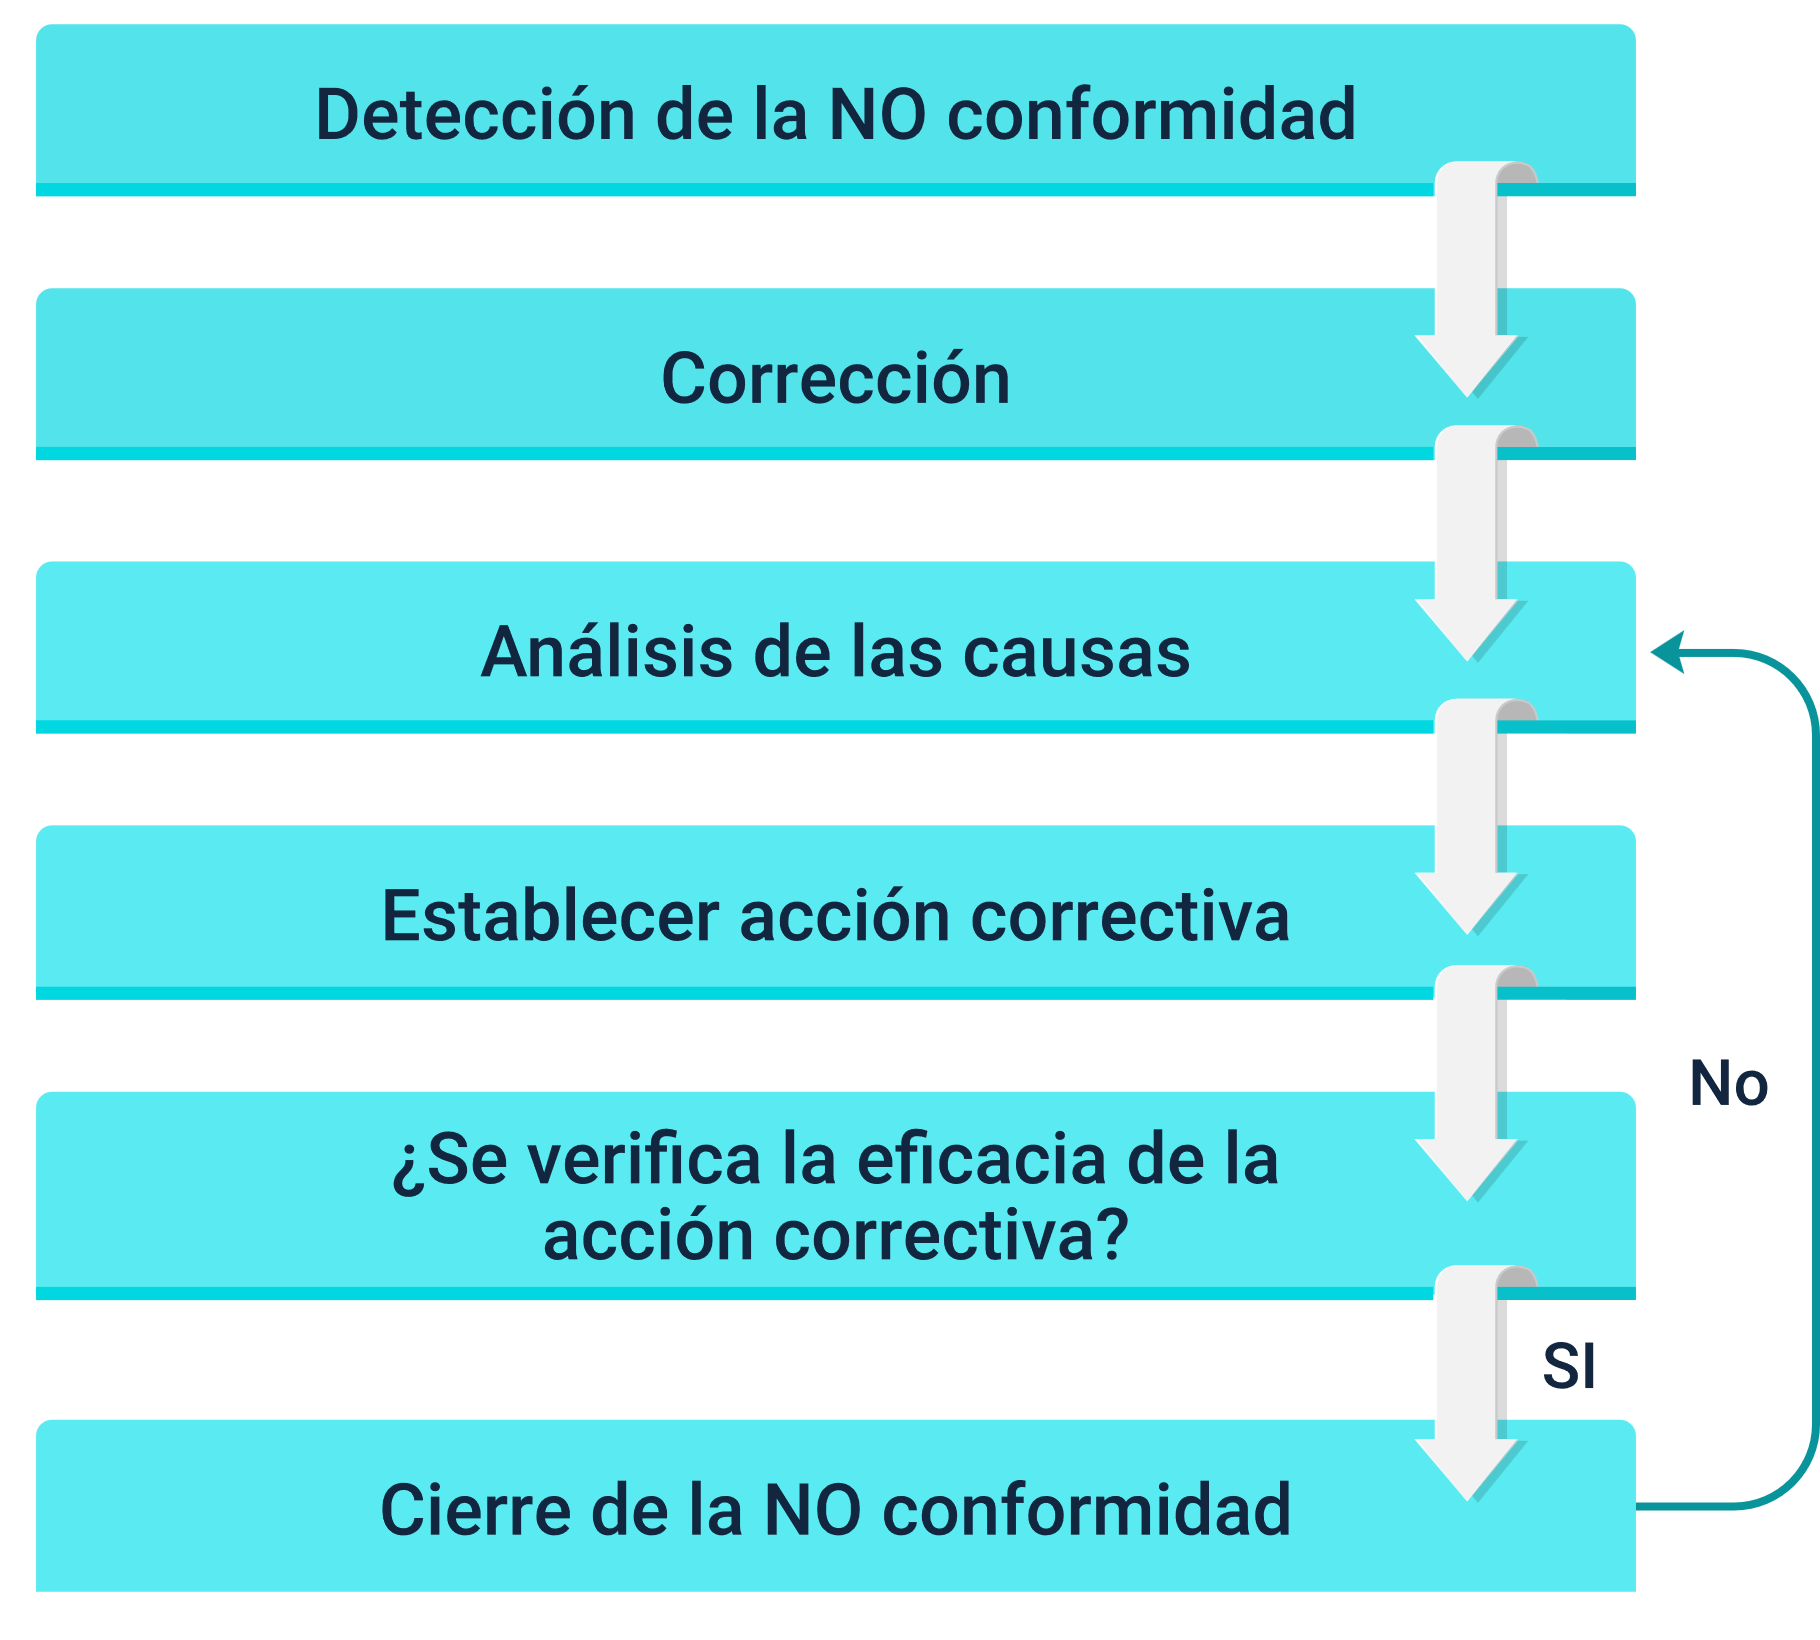 Detección de la NO conformidad
Corrección
Análisis de las causas
Establecer acción correctiva
No
¿Se verifica la eficacia de la
acción correctiva?
SI
Cierre de la NO conformidad